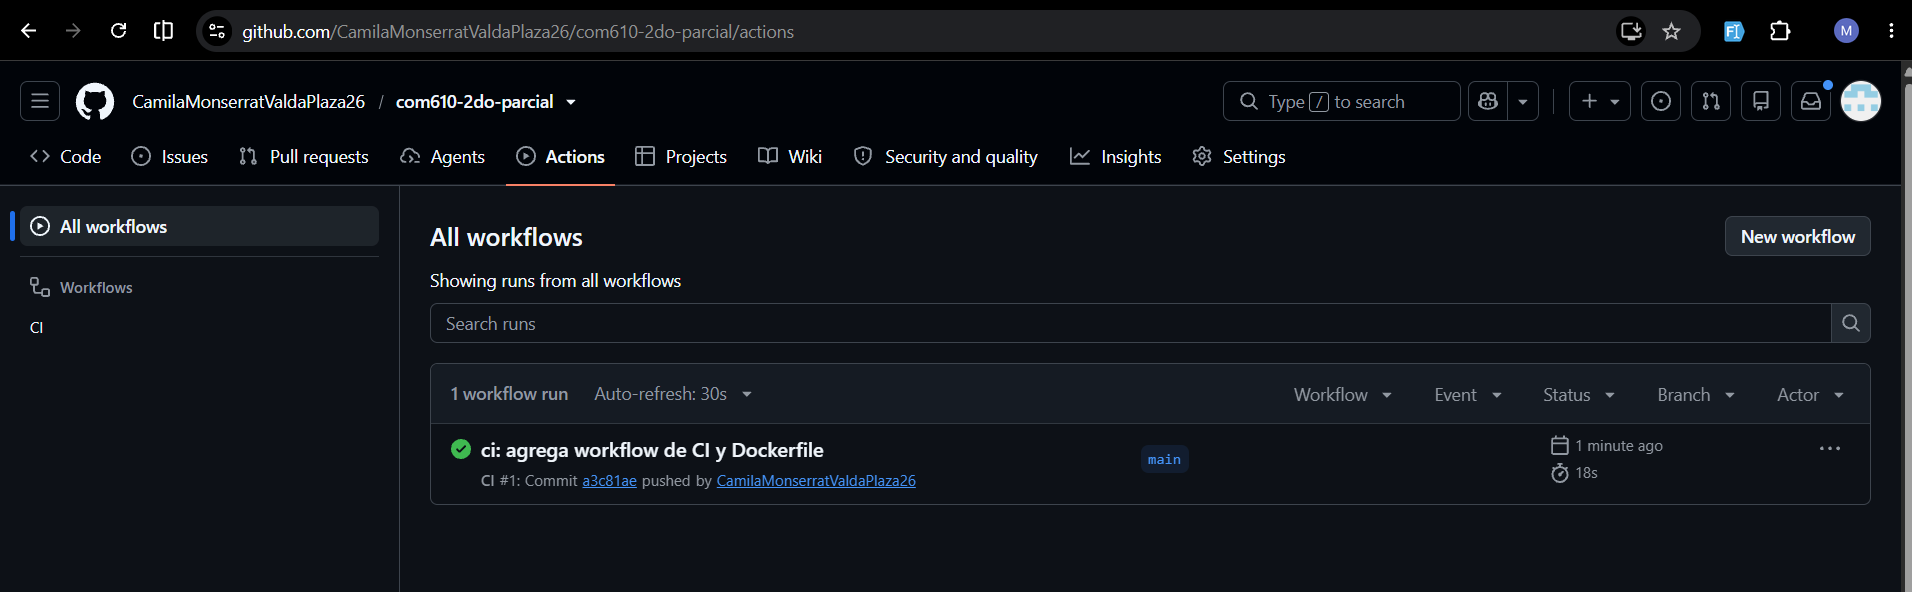 github.com/CamilaMonserratValdaPlaza26/com610-2do-parcial/actions
M
CamilaMonserratValdaPlaza26 / com610-2do-parcial
Type / to search
Code Issues Pull requests Agents Actions Projects Wiki Security and quality Insights Settings
All workflows
Workflows
CI
All workflows
New workflow
Showing runs from all workflows
Search runs
1 workflow run Auto-refresh: 30s Workflow Event Status Branch Actor
ci: agrega workflow de CI y Dockerfile
main
1 minute ago
CI #1: Commit a3c81ae pushed by CamilaMonserratValdaPlaza26
18s